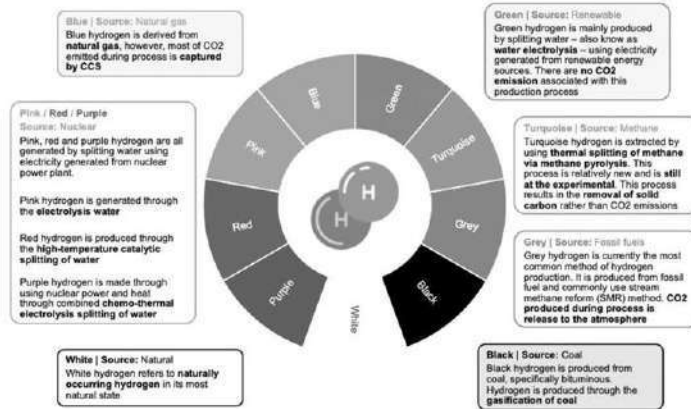 Blue | Source: Natural gas
Blue hydrogen is derived from
natural gas, however, most of CO2
emitted during process is captured
by CCS
Pink / Red / Purple
Source: Nuclear
Pink, red and purple hydrogen are all
generated by splitting water using
electricity generated from nuclear
power plant.
Pink hydrogen is generated through
the electrolysis water
Red hydrogen is produced through
the high-temperature catalytic
splitting of water
Purple hydrogen is made through
using nuclear power and heat
through combined chemo-thermal
electrolysis splitting of water
White | Source: Natural
White hydrogen refers to naturally
occurring hydrogen in its most
natural state
Blue
Green
Pink
Turquoise
Red
Grey
Purple
White
Black
H
H
Green | Source: Renewable
Green hydrogen is mainly produced
by splitting water – also know as
water electrolysis – using electricity
generated from renewable energy
sources. There are no CO2
emission associated with this
production process
Turquoise | Source: Methane
Turquoise hydrogen is extracted by
using thermal splitting of methane
via methane pyrolysis. This
process is relatively new and is still
at the experimental. This process
results in the removal of solid
carbon rather than CO2 emissions
Grey | Source: Fossil fuels
Grey hydrogen is currently the most
common method of hydrogen
production. It is produced from fossil
fuel and commonly use stream
methane reform (SMR) method. CO2
produced during process is
release to the atmosphere
Black | Source: Coal
Black hydrogen is produced from
coal, specifically bituminous.
Hydrogen is produced through the
gasification of coal